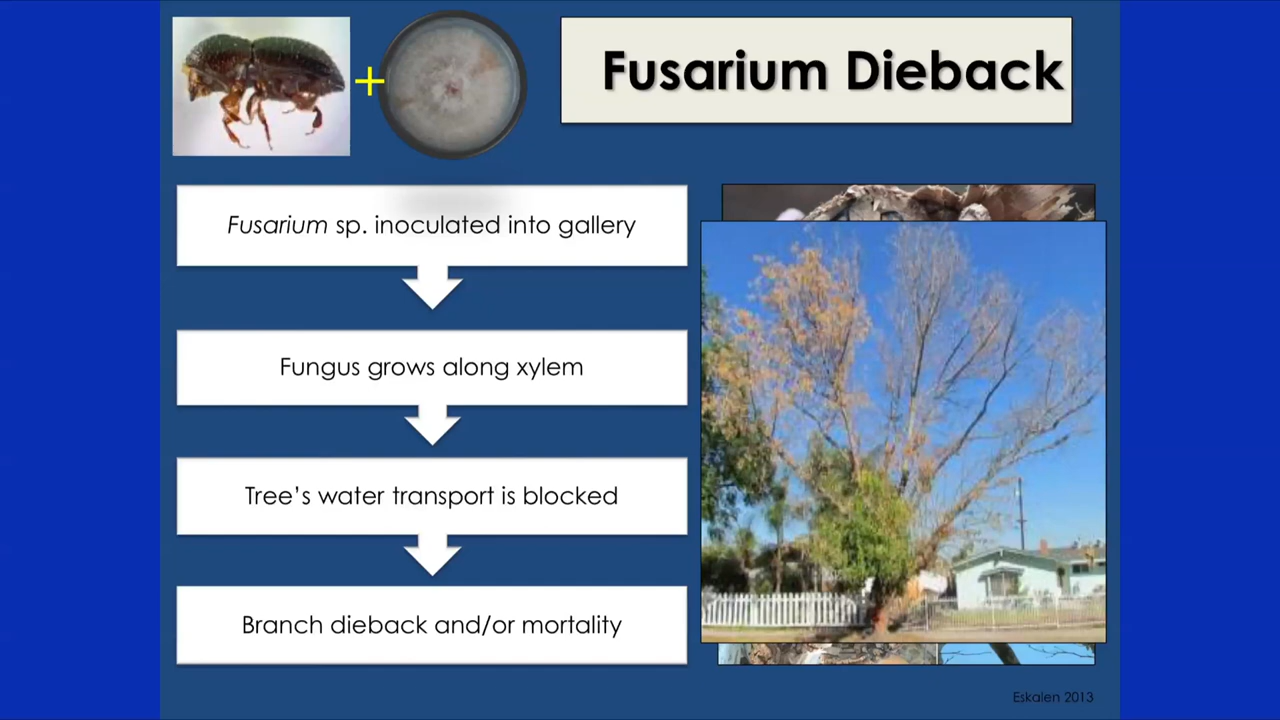 +
Fusarium Dieback
Fusarium sp. inoculated into gallery
Fungus grows along xylem
Tree’s water transport is blocked
Branch dieback and/or mortality
Eskalen 2013